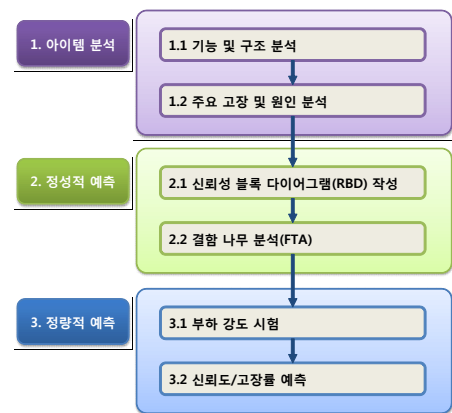 1. 아이템 분석
1.1 기능 및 구조 분석
1.2 주요 고장 및 원인 분석
2. 정성적 예측
2.1 신뢰성 블록 다이어그램(RBD) 작성
2.2 결함 나무 분석(FTA)
3. 정량적 예측
3.1 부하 강도 시험
3.2 신뢰도/고장률 예측